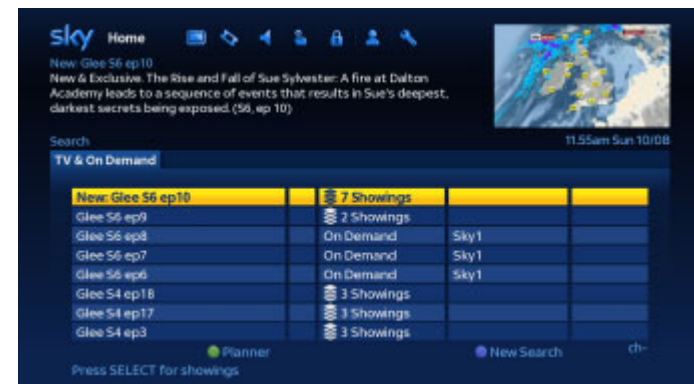 sky Home
New: Glee S6 ep10
New & Exclusive. The Rise and Fall of Sue Sylvester: A fire at Dalton
Academy leads to a sequence of events that results in Sue's deepest,
darkest secrets being exposed. (S6, ep 10)
Search 11.55am Sun 10/08
TV & On Demand
New: Glee S6 ep10 7 Showings
Glee S6 ep9 2 Showings
Glee S6 ep8 On Demand Sky1
Glee S6 ep7 On Demand Sky1
Glee S6 ep6 On Demand Sky1
Glee S4 ep18 3 Showings
Glee S4 ep17 3 Showings
Glee S4 ep3 3 Showings
Planner New Search ch-
Press SELECT for showings